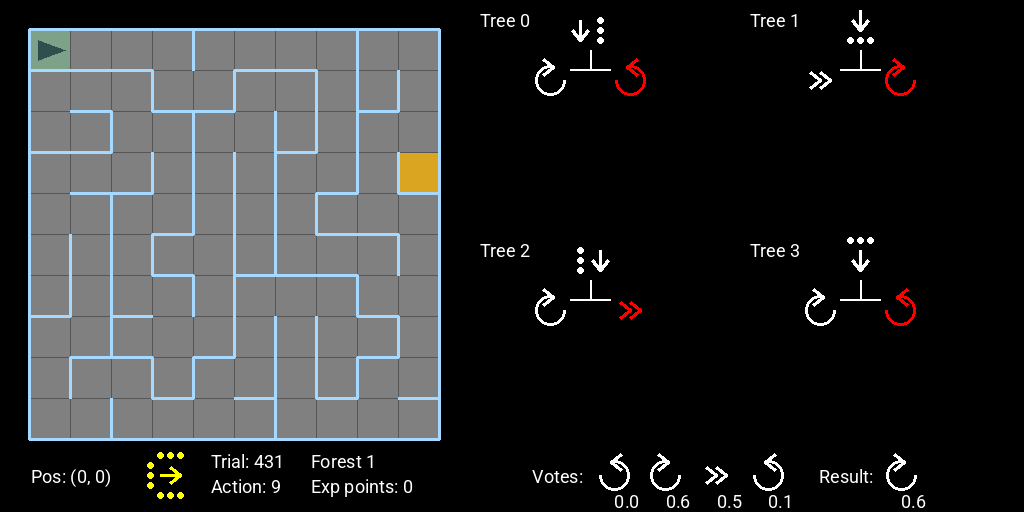 Tree 0
Tree 1
Tree 2
Tree 3
Pos: (0, 0)
Trial: 431
Forest 1
Action: 9
Exp points: 0
Votes:
0.0
0.6
0.5
0.1
Result:
0.6